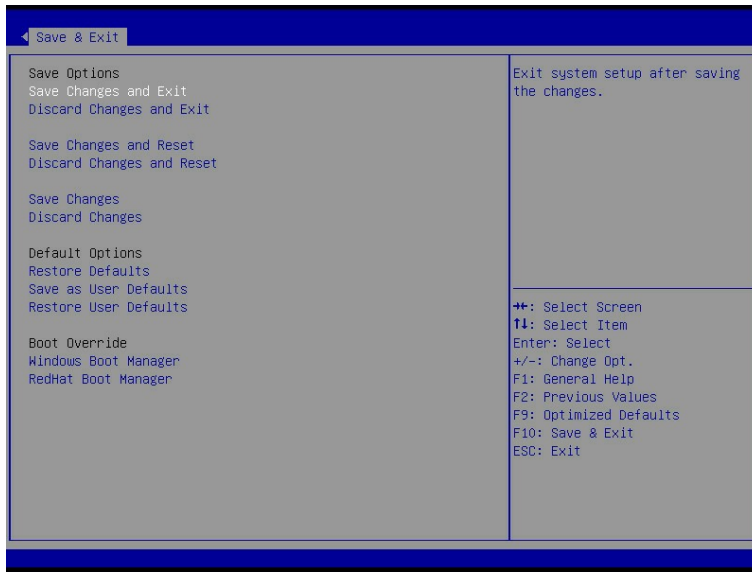 Save & Exit
Save Options
Save Changes and Exit
Discard Changes and Exit
Save Changes and Reset
Discard Changes and Reset
Save Changes
Discard Changes
Default Options
Restore Defaults
Save as User Defaults
Restore User Defaults
Boot Override
Windows Boot Manager
RedHat Boot Manager
Exit system setup after saving
the changes.
→←: Select Screen
↑↓: Select Item
Enter: Select
+/-: Change Opt.
F1: General Help
F2: Previous Values
F9: Optimized Defaults
F10: Save & Exit
ESC: Exit